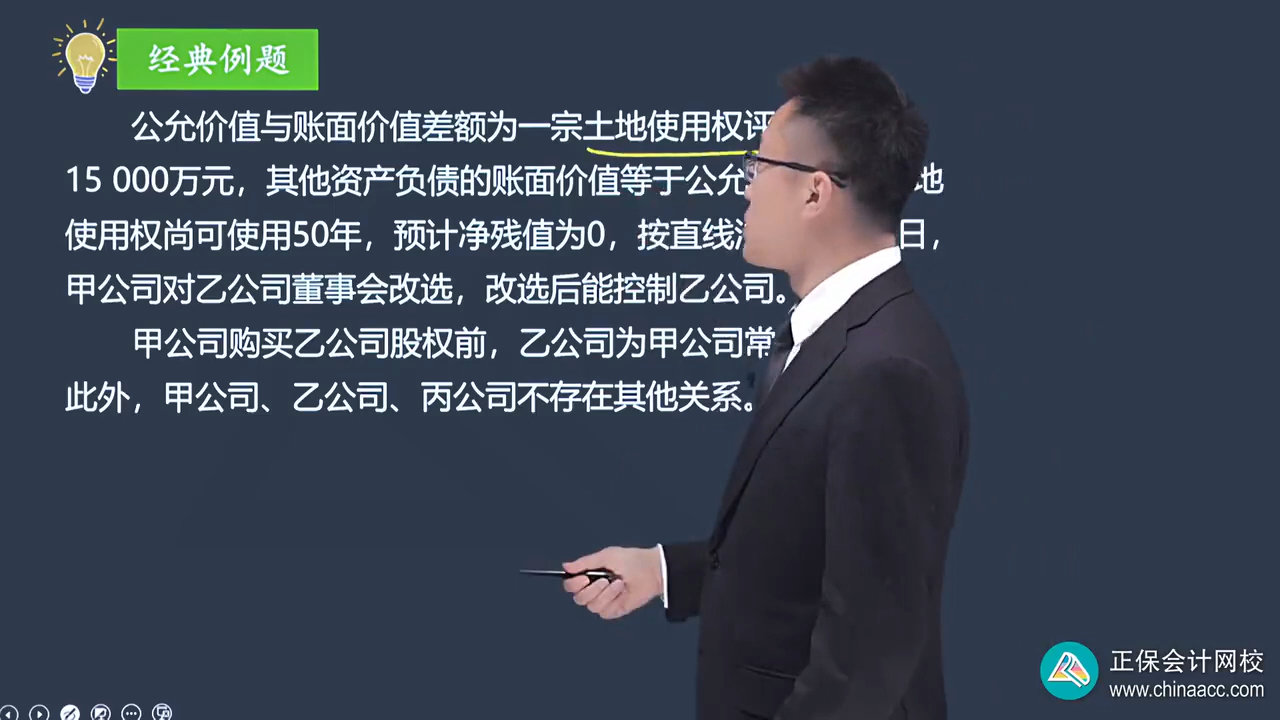 经典例题
公允价值与账面价值差额为一宗土地使用权评
15 000万元，其他资产负债的账面价值等于公允
地
使用权尚可使用50年，预计净残值为0，按直线
日，
甲公司对乙公司董事会改选，改选后能控制乙公司。
甲公司购买乙公司股权前，乙公司为甲公司常
此外，甲公司、乙公司、丙公司不存在其他关系。
正保会计网校
www.chinaacc.com